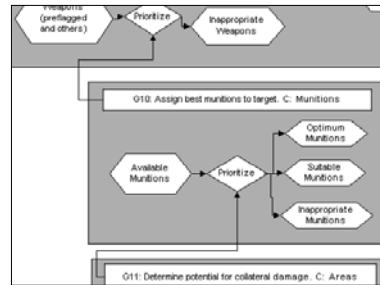 Weapons
(preflagged
and others)
Prioritize
Inappropriate
Weapons
G10: Assign best munitions to target. C: Munitions
Available
Munitions
Prioritize
Optimum
Munitions
Suitable
Munitions
Inappropriate
Munitions
G11: Determine potential for collateral damage. C: Areas